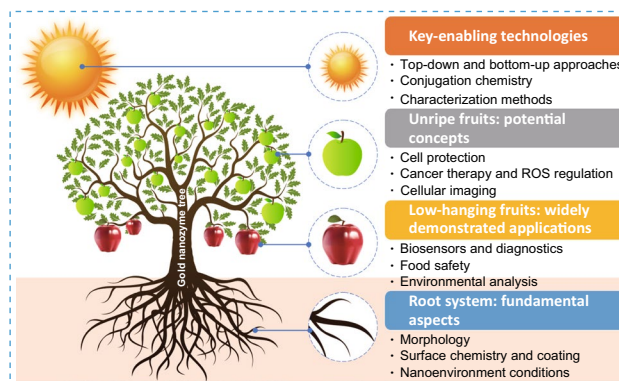 Key-enabling technologies
· Top-down and bottom-up approaches
· Conjugation chemistry
· Characterization methods
Unripe fruits: potential
concepts
· Cell protection
· Cancer therapy and ROS regulation
· Cellular imaging
Low-hanging fruits: widely
demonstrated applications
· Biosensors and diagnostics
· Food safety
· Environmental analysis
Root system: fundamental
aspects
· Morphology
· Surface chemistry and coating
· Nanoenvironment conditions
Gold nanozyme tree